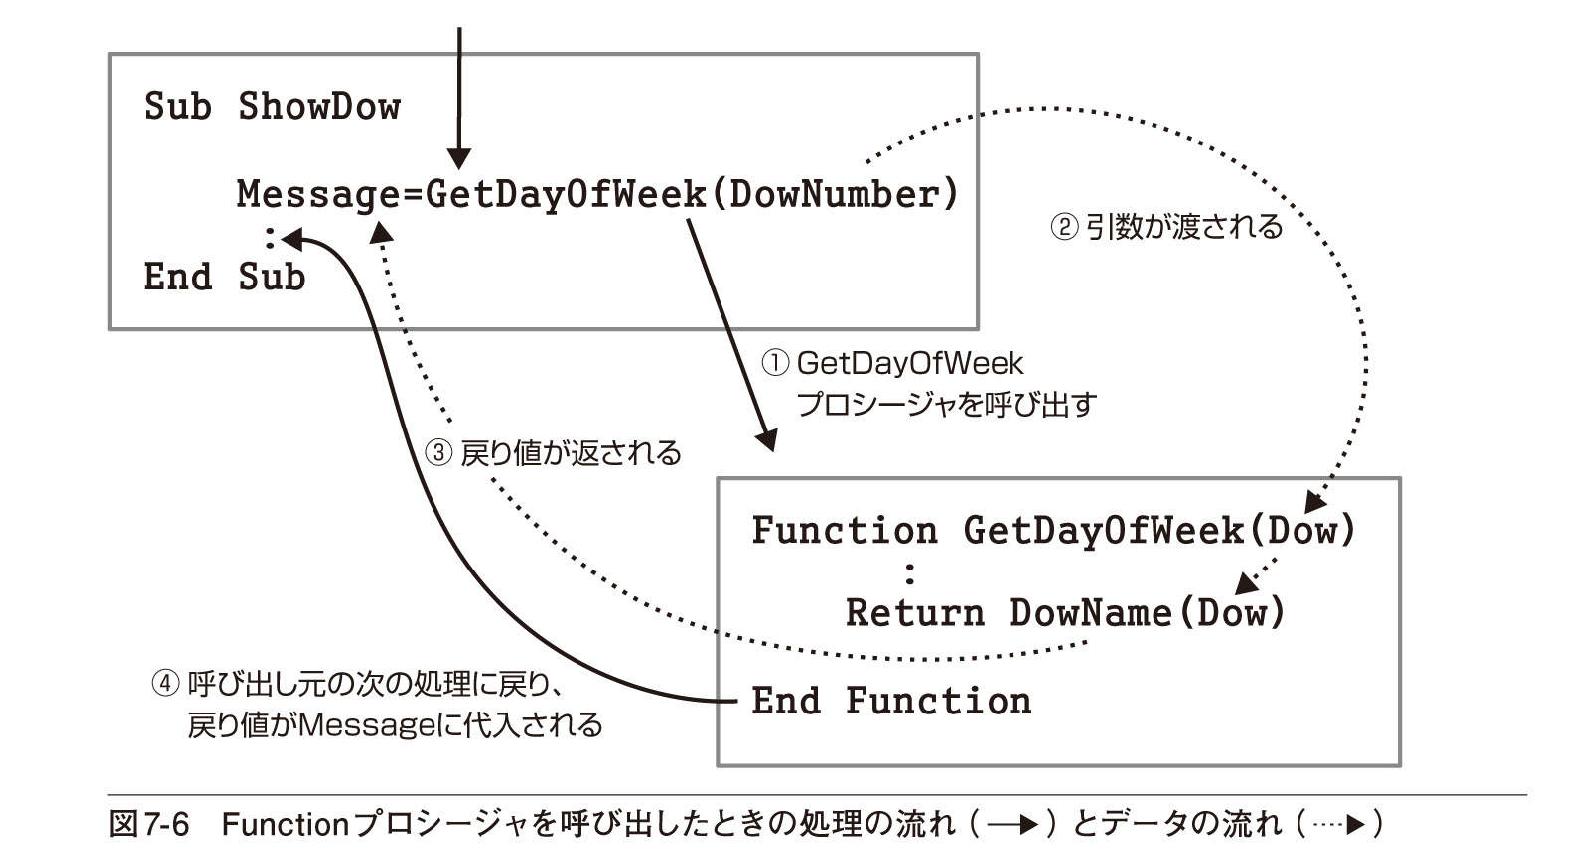 Sub ShowDow
Message=GetDayOfWeek(DowNumber)
:
End Sub
② 引数が渡される
① GetDayOfWeek
プロシージャを呼び出す
③ 戻り値が返される
Function GetDayOfWeek(Dow)
:
Return DowName(Dow)
End Function
④ 呼び出し元の次の処理に戻り、
戻り値がMessageに代入される
図7-6 Functionプロシージャを呼び出したときの処理の流れ（─▶）とデータの流れ（····▶）